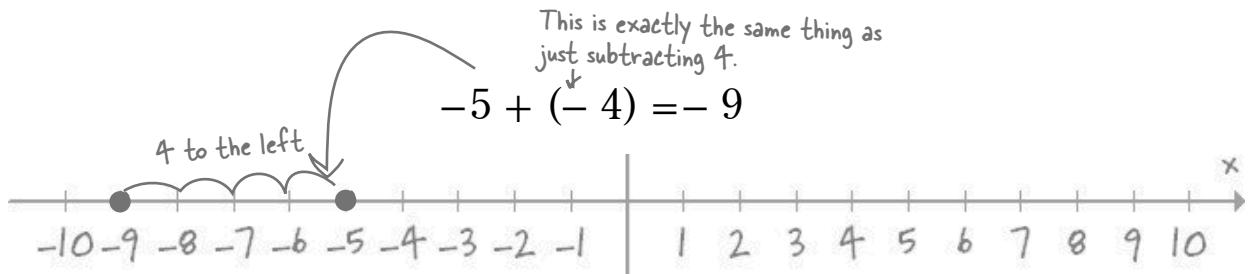 This is exactly the same thing as
just subtracting 4.
−5 + (− 4) =− 9
4 to the left
x
−10 −9 −8 −7 −6 −5 −4 −3 −2 −1 1 2 3 4 5 6 7 8 9 10